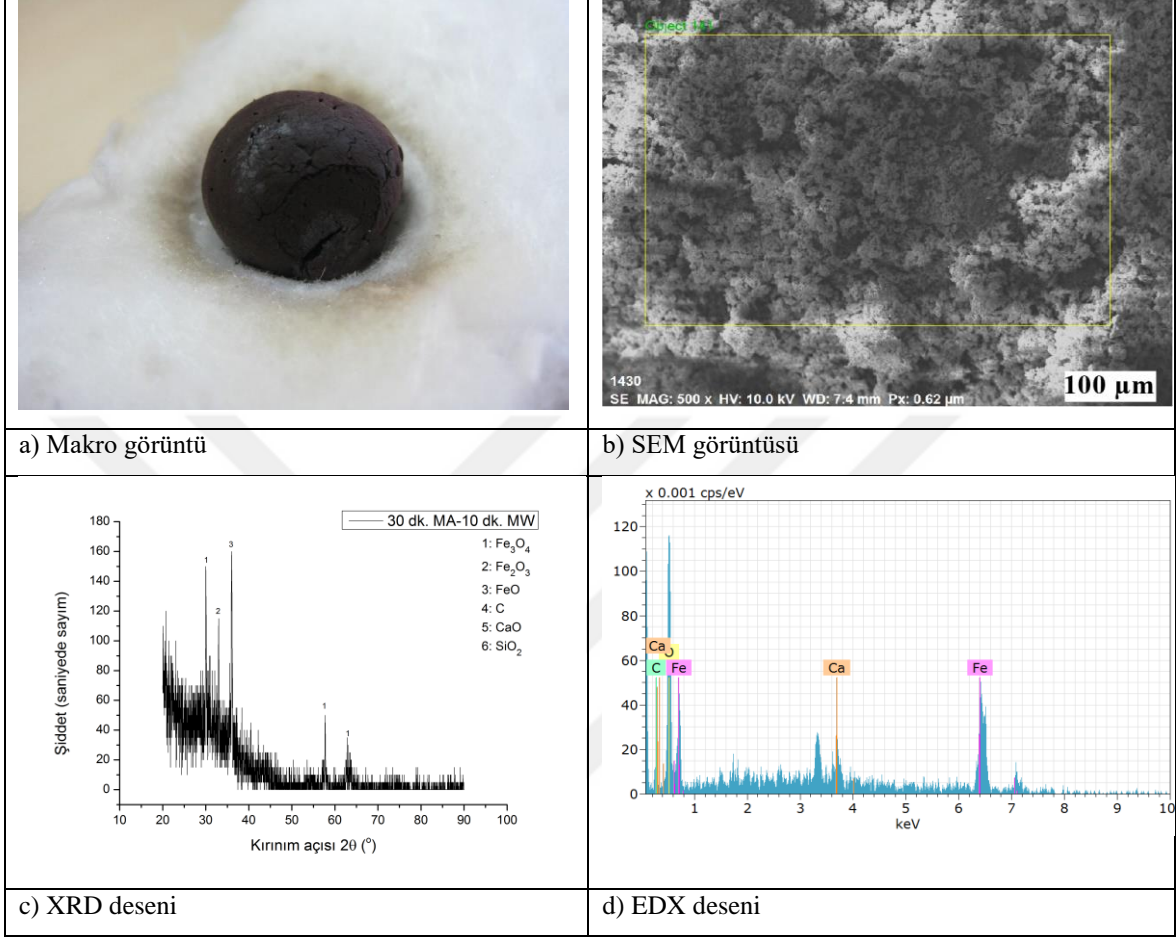 Object 141
1430
SE MAG: 500 x HV: 10.0 kV WD: 7.4 mm Px: 0.62 µm
100 µm
a) Makro görüntü
b) SEM görüntüsü
Şiddet (saniyede sayım)
180
160
140
120
100
80
60
40
20
0
30 dk. MA-10 dk. MW
1: Fe₃O₄
2: Fe₂O₃
3: FeO
4: C
5: CaO
6: SiO₂
1
2
3
1
1
10 20 30 40 50 60 70 80 90 100
Kırınım açısı 2θ (°)
x 0.001 cps/eV
120
100
80
60
40
20
0
Ca
O
C Fe
Ca
Fe
1 2 3 4 5 6 7 8 9 10
keV
c) XRD deseni
d) EDX deseni